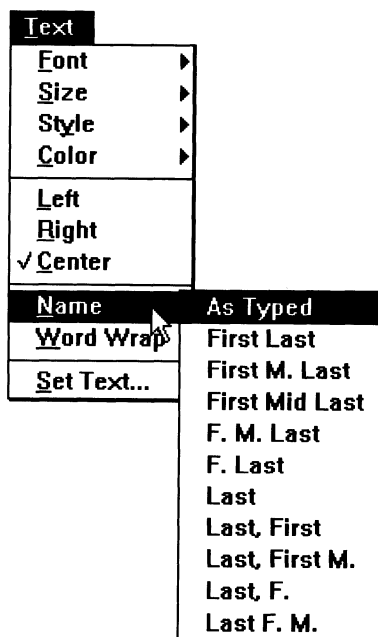 Text
Font
Size
Style
Color
Left
Right
✓ Center
Name
Word Wrap
Set Text...
As Typed
First Last
First M. Last
First Mid Last
F. M. Last
F. Last
Last
Last, First
Last, First M.
Last, F.
Last F. M.